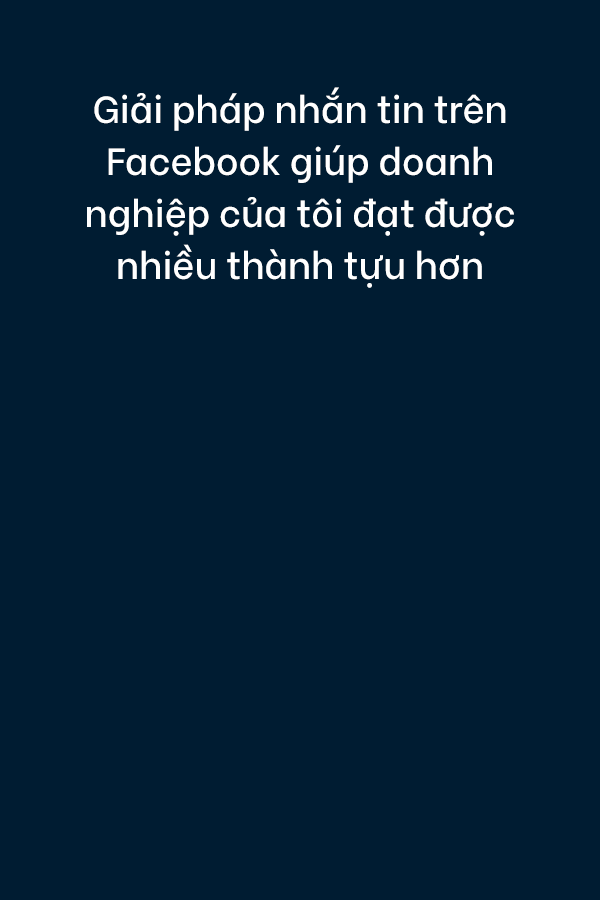 Giải pháp nhắn tin trên
Facebook giúp doanh
nghiệp của tôi đạt được
nhiều thành tựu hơn